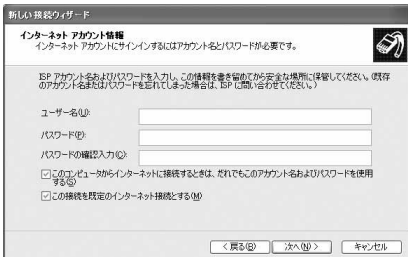 新しい接続ウィザード
インターネット アカウント情報
インターネット アカウントにサインインするにはアカウント名とパスワードが必要です。
ISP アカウント名およびパスワードを入力し、この情報を書き留めてから安全な場所に保管してください。(既存
のアカウント名またはパスワードを忘れてしまった場合は、ISP に問い合わせてください。)
ユーザー名(U):
パスワード(P):
パスワードの確認入力(C):
このコンピュータからインターネットに接続するときは、だれでもこのアカウント名およびパスワードを使用
する(S)
この接続を既定のインターネット接続とする(M)
< 戻る(B)
次へ(N) >
キャンセル